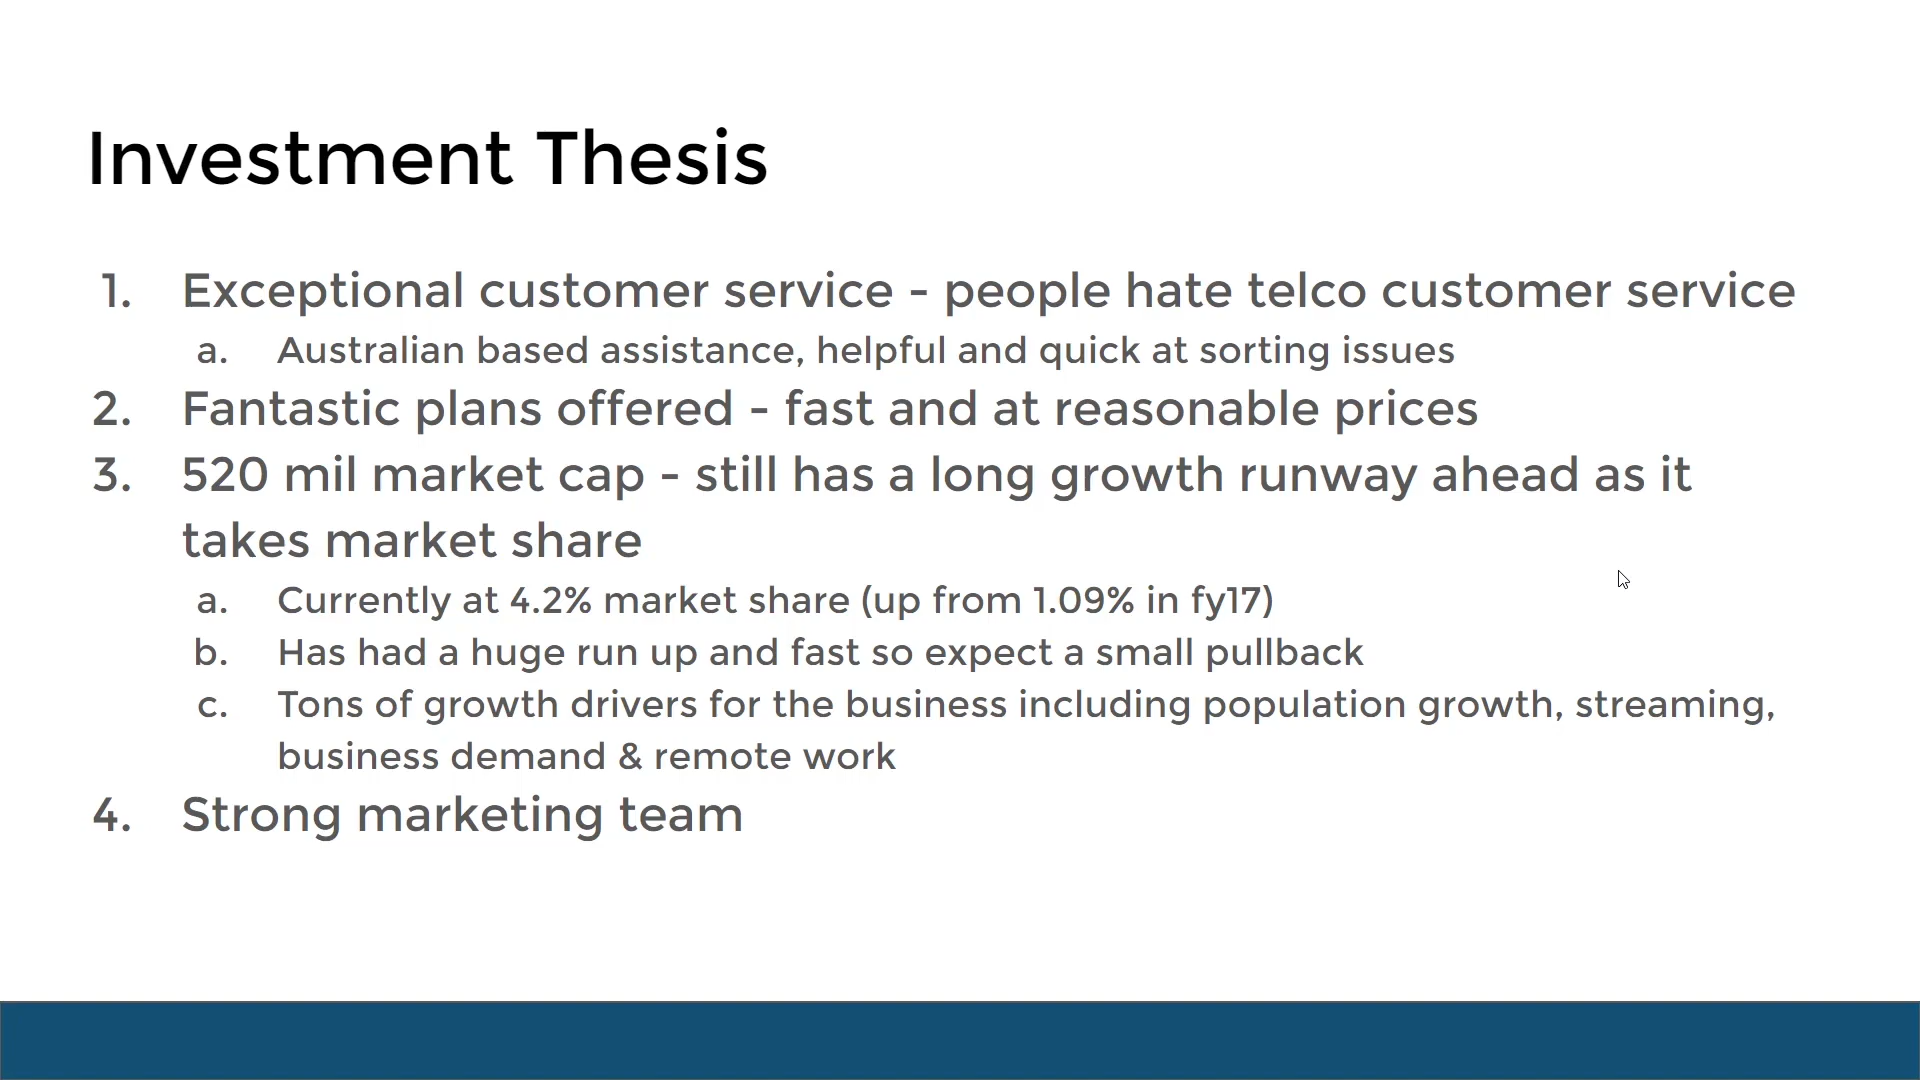 Investment Thesis
1. Exceptional customer service - people hate telco customer service
a. Australian based assistance, helpful and quick at sorting issues
2. Fantastic plans offered - fast and at reasonable prices
3. 520 mil market cap - still has a long growth runway ahead as it
takes market share
a. Currently at 4.2% market share (up from 1.09% in fy17)
b. Has had a huge run up and fast so expect a small pullback
c. Tons of growth drivers for the business including population growth, streaming,
business demand & remote work
4. Strong marketing team